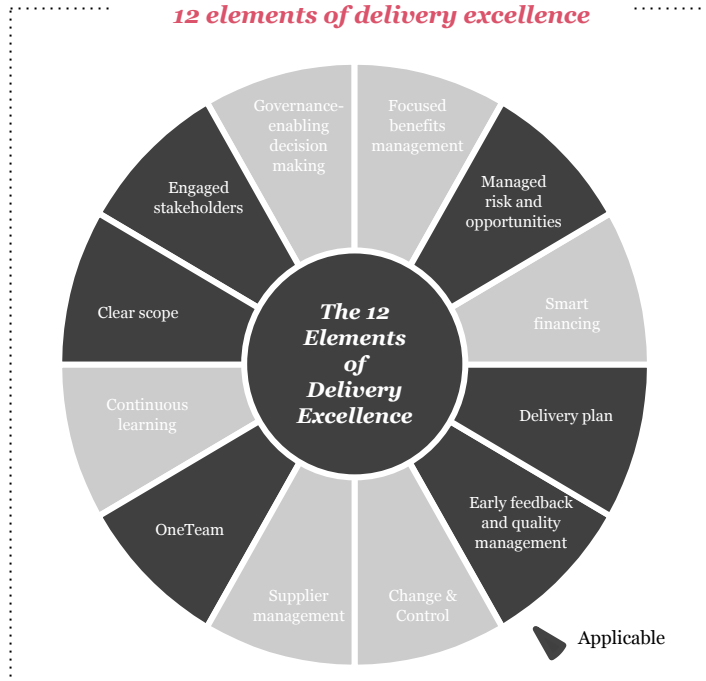 12 elements of delivery excellence
Governance-
enabling
decision
making
Focused
benefits
management
Managed
risk and
opportunities
Smart
financing
Delivery plan
Early feedback
and quality
management
Change &
Control
Supplier
management
OneTeam
Continuous
learning
Clear scope
Engaged
stakeholders
The 12
Elements
of
Delivery
Excellence
Applicable